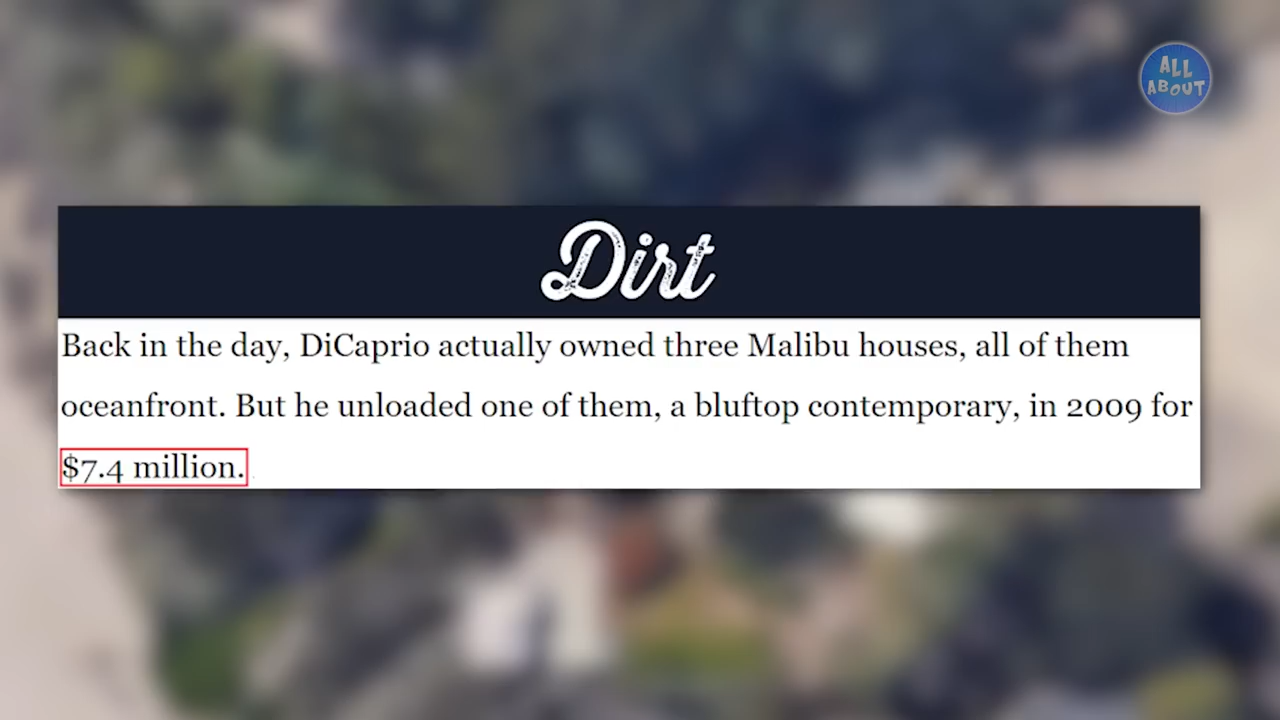 ALL
ABOUT
Dirt
Back in the day, DiCaprio actually owned three Malibu houses, all of them
oceanfront. But he unloaded one of them, a bluftop contemporary, in 2009 for
$7.4 million.